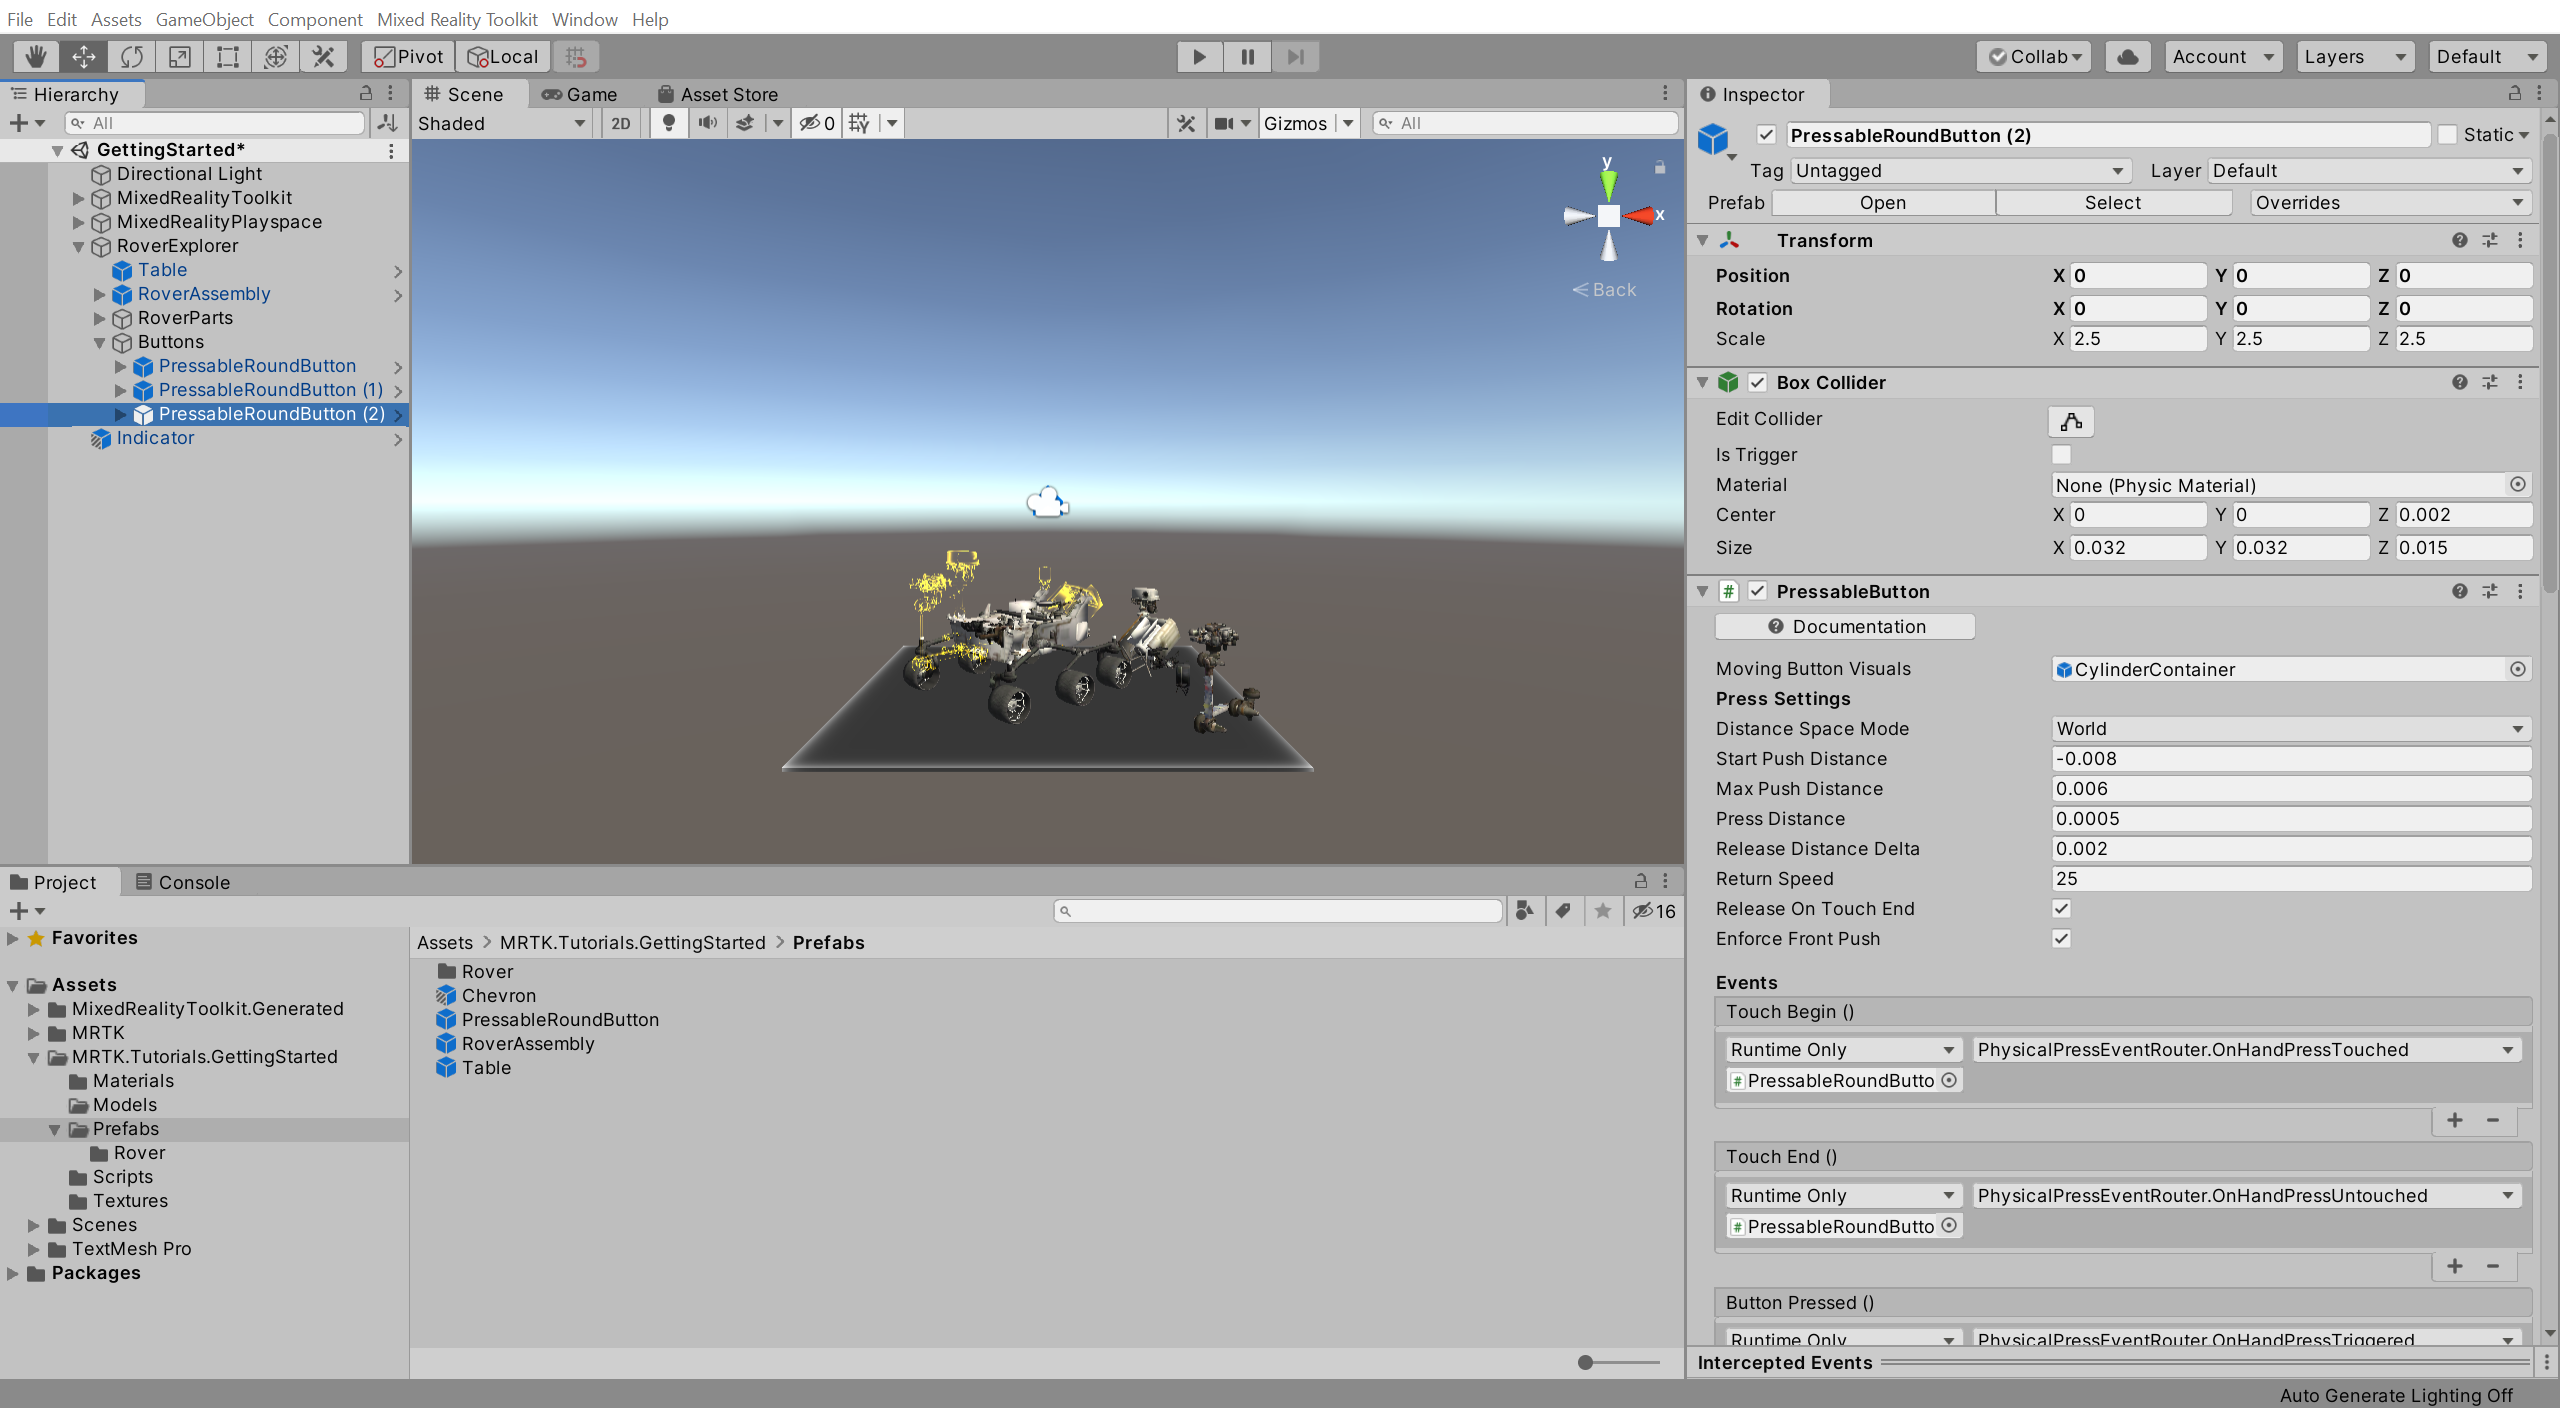 File Edit Assets GameObject Component Mixed Reality Toolkit Window Help
Pivot Local Collab Account Layers Default
Hierarchy
All
GettingStarted*
Directional Light
MixedRealityToolkit
MixedRealityPlayspace
RoverExplorer
Table
RoverAssembly
RoverParts
Buttons
PressableRoundButton
PressableRoundButton (1)
PressableRoundButton (2)
Indicator
Scene Game Asset Store
Shaded 2D 0 Gizmos All
y
x
Back
Inspector
PressableRoundButton (2) Static
Tag Untagged Layer Default
Prefab Open Select Overrides
Transform
Position X 0 Y 0 Z 0
Rotation X 0 Y 0 Z 0
Scale X 2.5 Y 2.5 Z 2.5
Box Collider
Edit Collider
Is Trigger
Material None (Physic Material)
Center X 0 Y 0 Z 0.002
Size X 0.032 Y 0.032 Z 0.015
# PressableButton
Documentation
Moving Button Visuals CylinderContainer
Press Settings
Distance Space Mode World
Start Push Distance -0.008
Max Push Distance 0.006
Press Distance 0.0005
Release Distance Delta 0.002
Return Speed 25
Release On Touch End
Enforce Front Push
Events
Touch Begin ()
Runtime Only PhysicalPressEventRouter.OnHandPressTouched
# PressableRoundButto
+ −
Touch End ()
Runtime Only PhysicalPressEventRouter.OnHandPressUntouched
# PressableRoundButto
+ −
Button Pressed ()
Runtime Only PhysicalPressEventRouter.OnHandPressTriggered
Intercepted Events
Project Console
16
Favorites
Assets
MixedRealityToolkit.Generated
MRTK
MRTK.Tutorials.GettingStarted
Materials
Models
Prefabs
Rover
Scripts
Textures
Scenes
TextMesh Pro
Packages
Assets > MRTK.Tutorials.GettingStarted > Prefabs
Rover
Chevron
PressableRoundButton
RoverAssembly
Table
Auto Generate Lighting Off